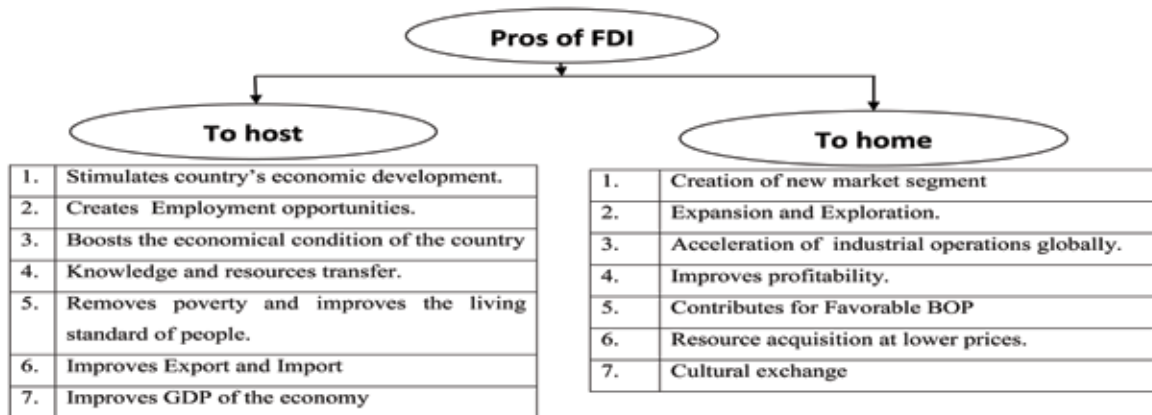 Pros of FDI
To host
1. Stimulates country's economic development.
2. Creates Employment opportunities.
3. Boosts the economical condition of the country
4. Knowledge and resources transfer.
5. Removes poverty and improves the living
standard of people.
6. Improves Export and Import
7. Improves GDP of the economy
To home
1. Creation of new market segment
2. Expansion and Exploration.
3. Acceleration of industrial operations globally.
4. Improves profitability.
5. Contributes for Favorable BOP
6. Resource acquisition at lower prices.
7. Cultural exchange